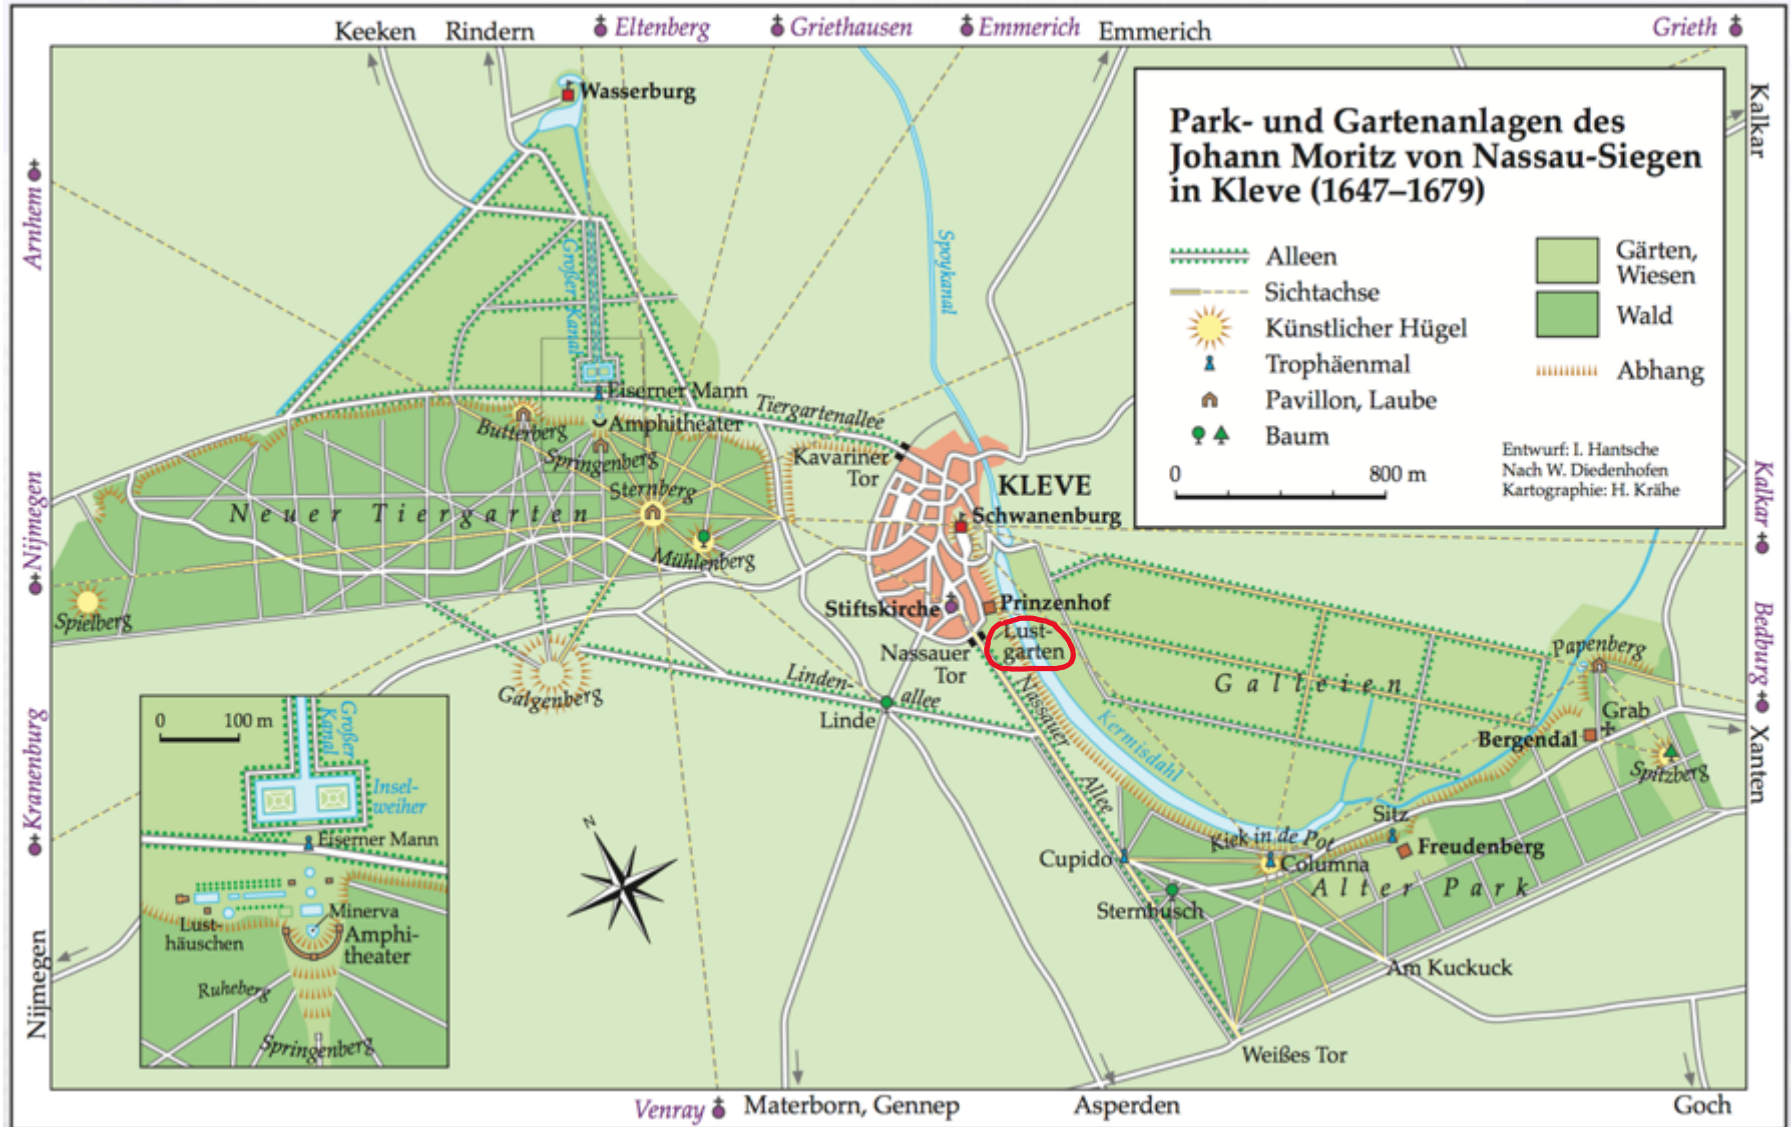 Keeken
Rindern
Eltenberg
Griethausen
Emmerich
Emmerich
Grieth
Park- und Gartenanlagen des
Johann Moritz von Nassau-Siegen
in Kleve (1647–1679)
Alleen
Sichtachse
Künstlicher Hügel
Trophäenmal
Pavillon, Laube
Baum
Gärten,
Wiesen
Wald
Abhang
0 800 m
Entwurf: I. Hantsche
Nach W. Diedenhofen
Kartographie: H. Krähe
Kalkar
Kalkar
Bedburg
Xanten
Arnhem
Nijmegen
Kranenburg
Nijmegen
Wasserburg
Großer Kanal
Spoykanal
Eiserner Mann
Tiergartenallee
Butterberg
Amphitheater
Springenberg
Kavariner
Tor
Sternberg
KLEVE
Schwanenburg
Neuer Tiergarten
Mühlenberg
Spielberg
Stiftskirche
Prinzenhof
Lust-
garten
Nassauer
Tor
Galgenberg
Linden-
allee
Linde
Nassauer
Allee
Kermisdahl
Galleien
Papenberg
Grab
Bergendal
Spitzberg
Sitz
Kiek in de Pot
Freudenberg
Cupido
Columna
Alter Park
Sternbusch
Am Kuckuck
Weißes Tor
0 100 m
Großer
Kanal
Insel-
weiher
Eiserner Mann
Minerva
Lust-
häuschen
Amphi-
theater
Ruheberg
Springenberg
N
Venray
Materborn, Gennep
Asperden
Goch